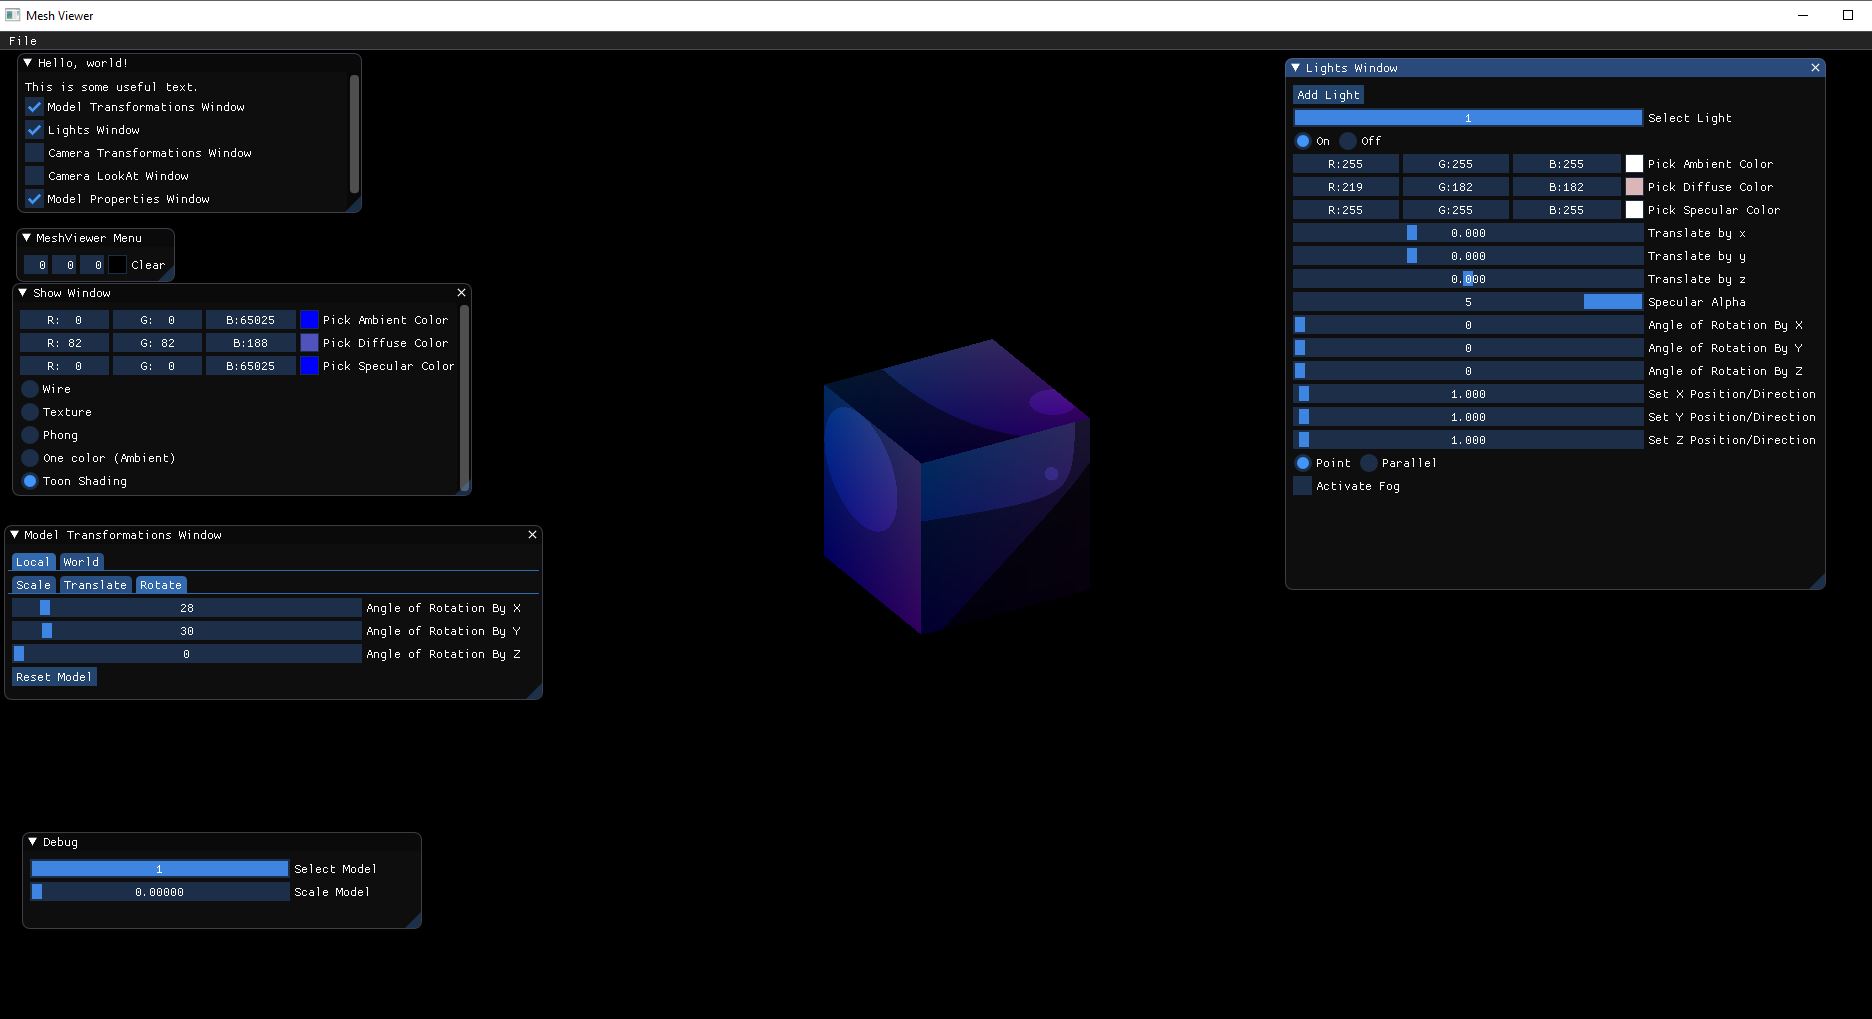 Mesh Viewer
File
Hello, world!
This is some useful text.
Model Transformations Window
Lights Window
Camera Transformations Window
Camera LookAt Window
Model Properties Window
MeshViewer Menu
0 0 0 Clear
Show Window
R: 0 G: 0 B:65025 Pick Ambient Color
R: 82 G: 82 B:188 Pick Diffuse Color
R: 0 G: 0 B:65025 Pick Specular Color
Wire
Texture
Phong
One color (Ambient)
Toon Shading
Model Transformations Window
Local World
Scale Translate Rotate
28 Angle of Rotation By X
30 Angle of Rotation By Y
0 Angle of Rotation By Z
Reset Model
Debug
1 Select Model
0.00000 Scale Model
Lights Window
Add Light
1 Select Light
On Off
R:255 G:255 B:255 Pick Ambient Color
R:219 G:182 B:182 Pick Diffuse Color
R:255 G:255 B:255 Pick Specular Color
0.000 Translate by x
0.000 Translate by y
0.000 Translate by z
5 Specular Alpha
0 Angle of Rotation By X
0 Angle of Rotation By Y
0 Angle of Rotation By Z
1.000 Set X Position/Direction
1.000 Set Y Position/Direction
1.000 Set Z Position/Direction
Point Parallel
Activate Fog